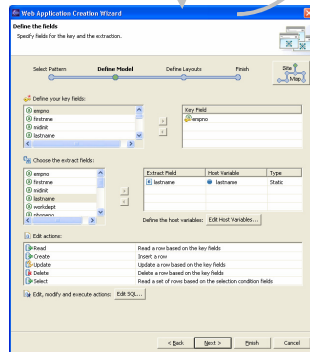 Web Application Creation Wizard
Define the fields
Specify fields for the key and the extraction.
Select Pattern Define Model Define Layouts Finish
Site Map
Define your key fields:
empno
firstnme
midinit
lastname
Key Field
empno
Choose the extract fields:
empno
firstnme
midinit
lastname
workdept
phoneno
Extract Field Host Variable Type
lastname lastname Static
Define the host variables: Edit Host Variables...
Edit actions:
Read Read a row based on the key fields
Create Insert a row
Update Update a row based on the key fields
Delete Delete a row based on the key fields
Select Read a set of rows based on the selection condition fields
Edit, modify and execute actions: Edit SQL...
< Back Next > Finish Cancel